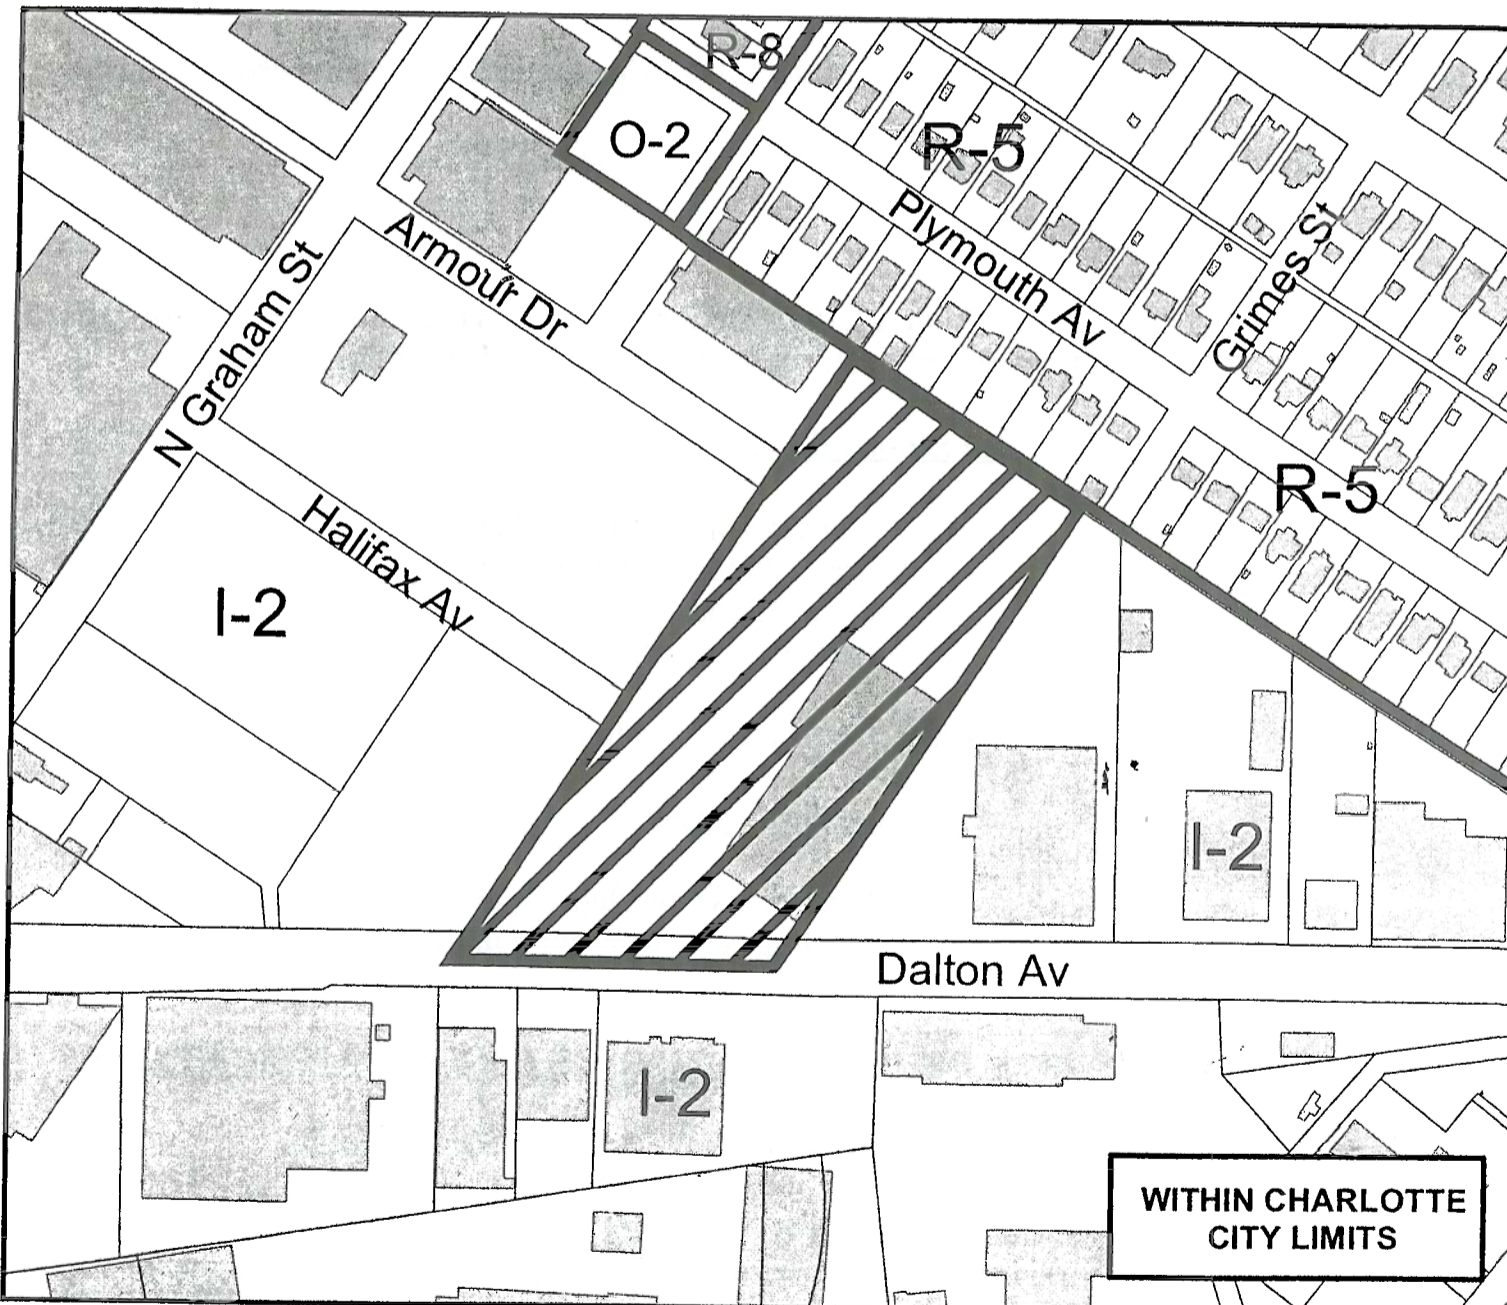 R-8
O-2
R-5
Plymouth Av
Grimes St
Armour Dr
N Graham St
R-5
Halifax Av
I-2
I-2
Dalton Av
I-2
WITHIN CHARLOTTE
CITY LIMITS